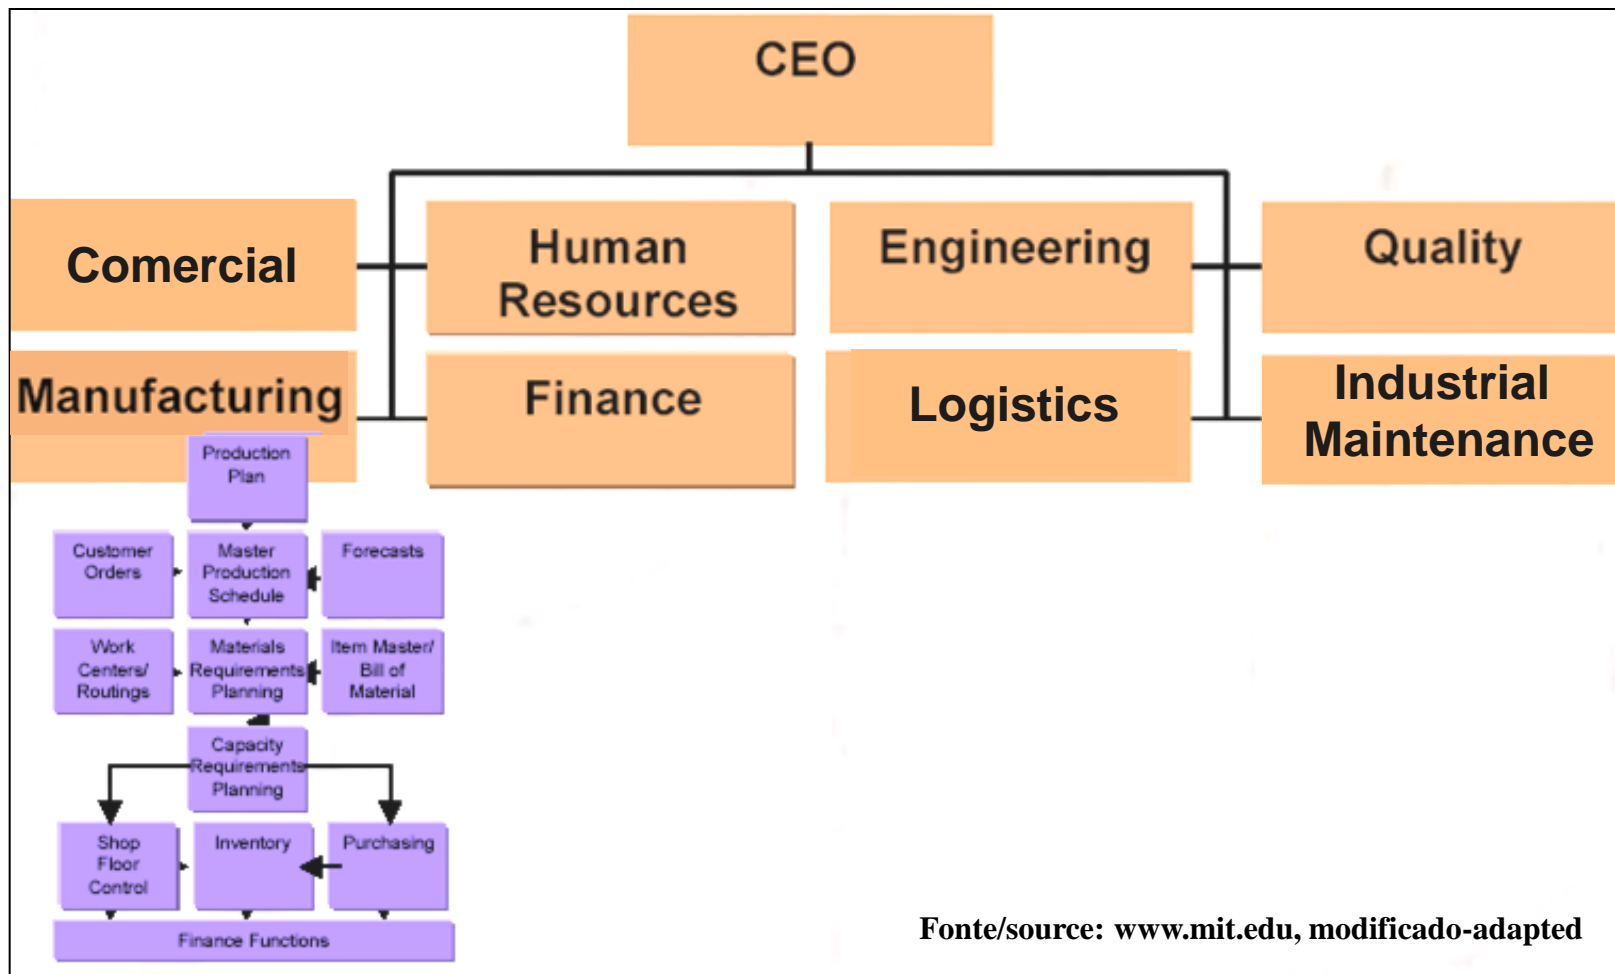 CEO
Comercial
Human
Resources
Engineering
Quality
Manufacturing
Finance
Logistics
Industrial
Maintenance
Production
Plan
Customer
Orders
Master
Production
Schedule
Forecasts
Work
Centers/
Routings
Materials
Requirements
Planning
Item Master/
Bill of
Material
Capacity
Requirements
Planning
Shop
Floor
Control
Inventory
Purchasing
Finance Functions
Fonte/source: www.mit.edu, modificado-adapted